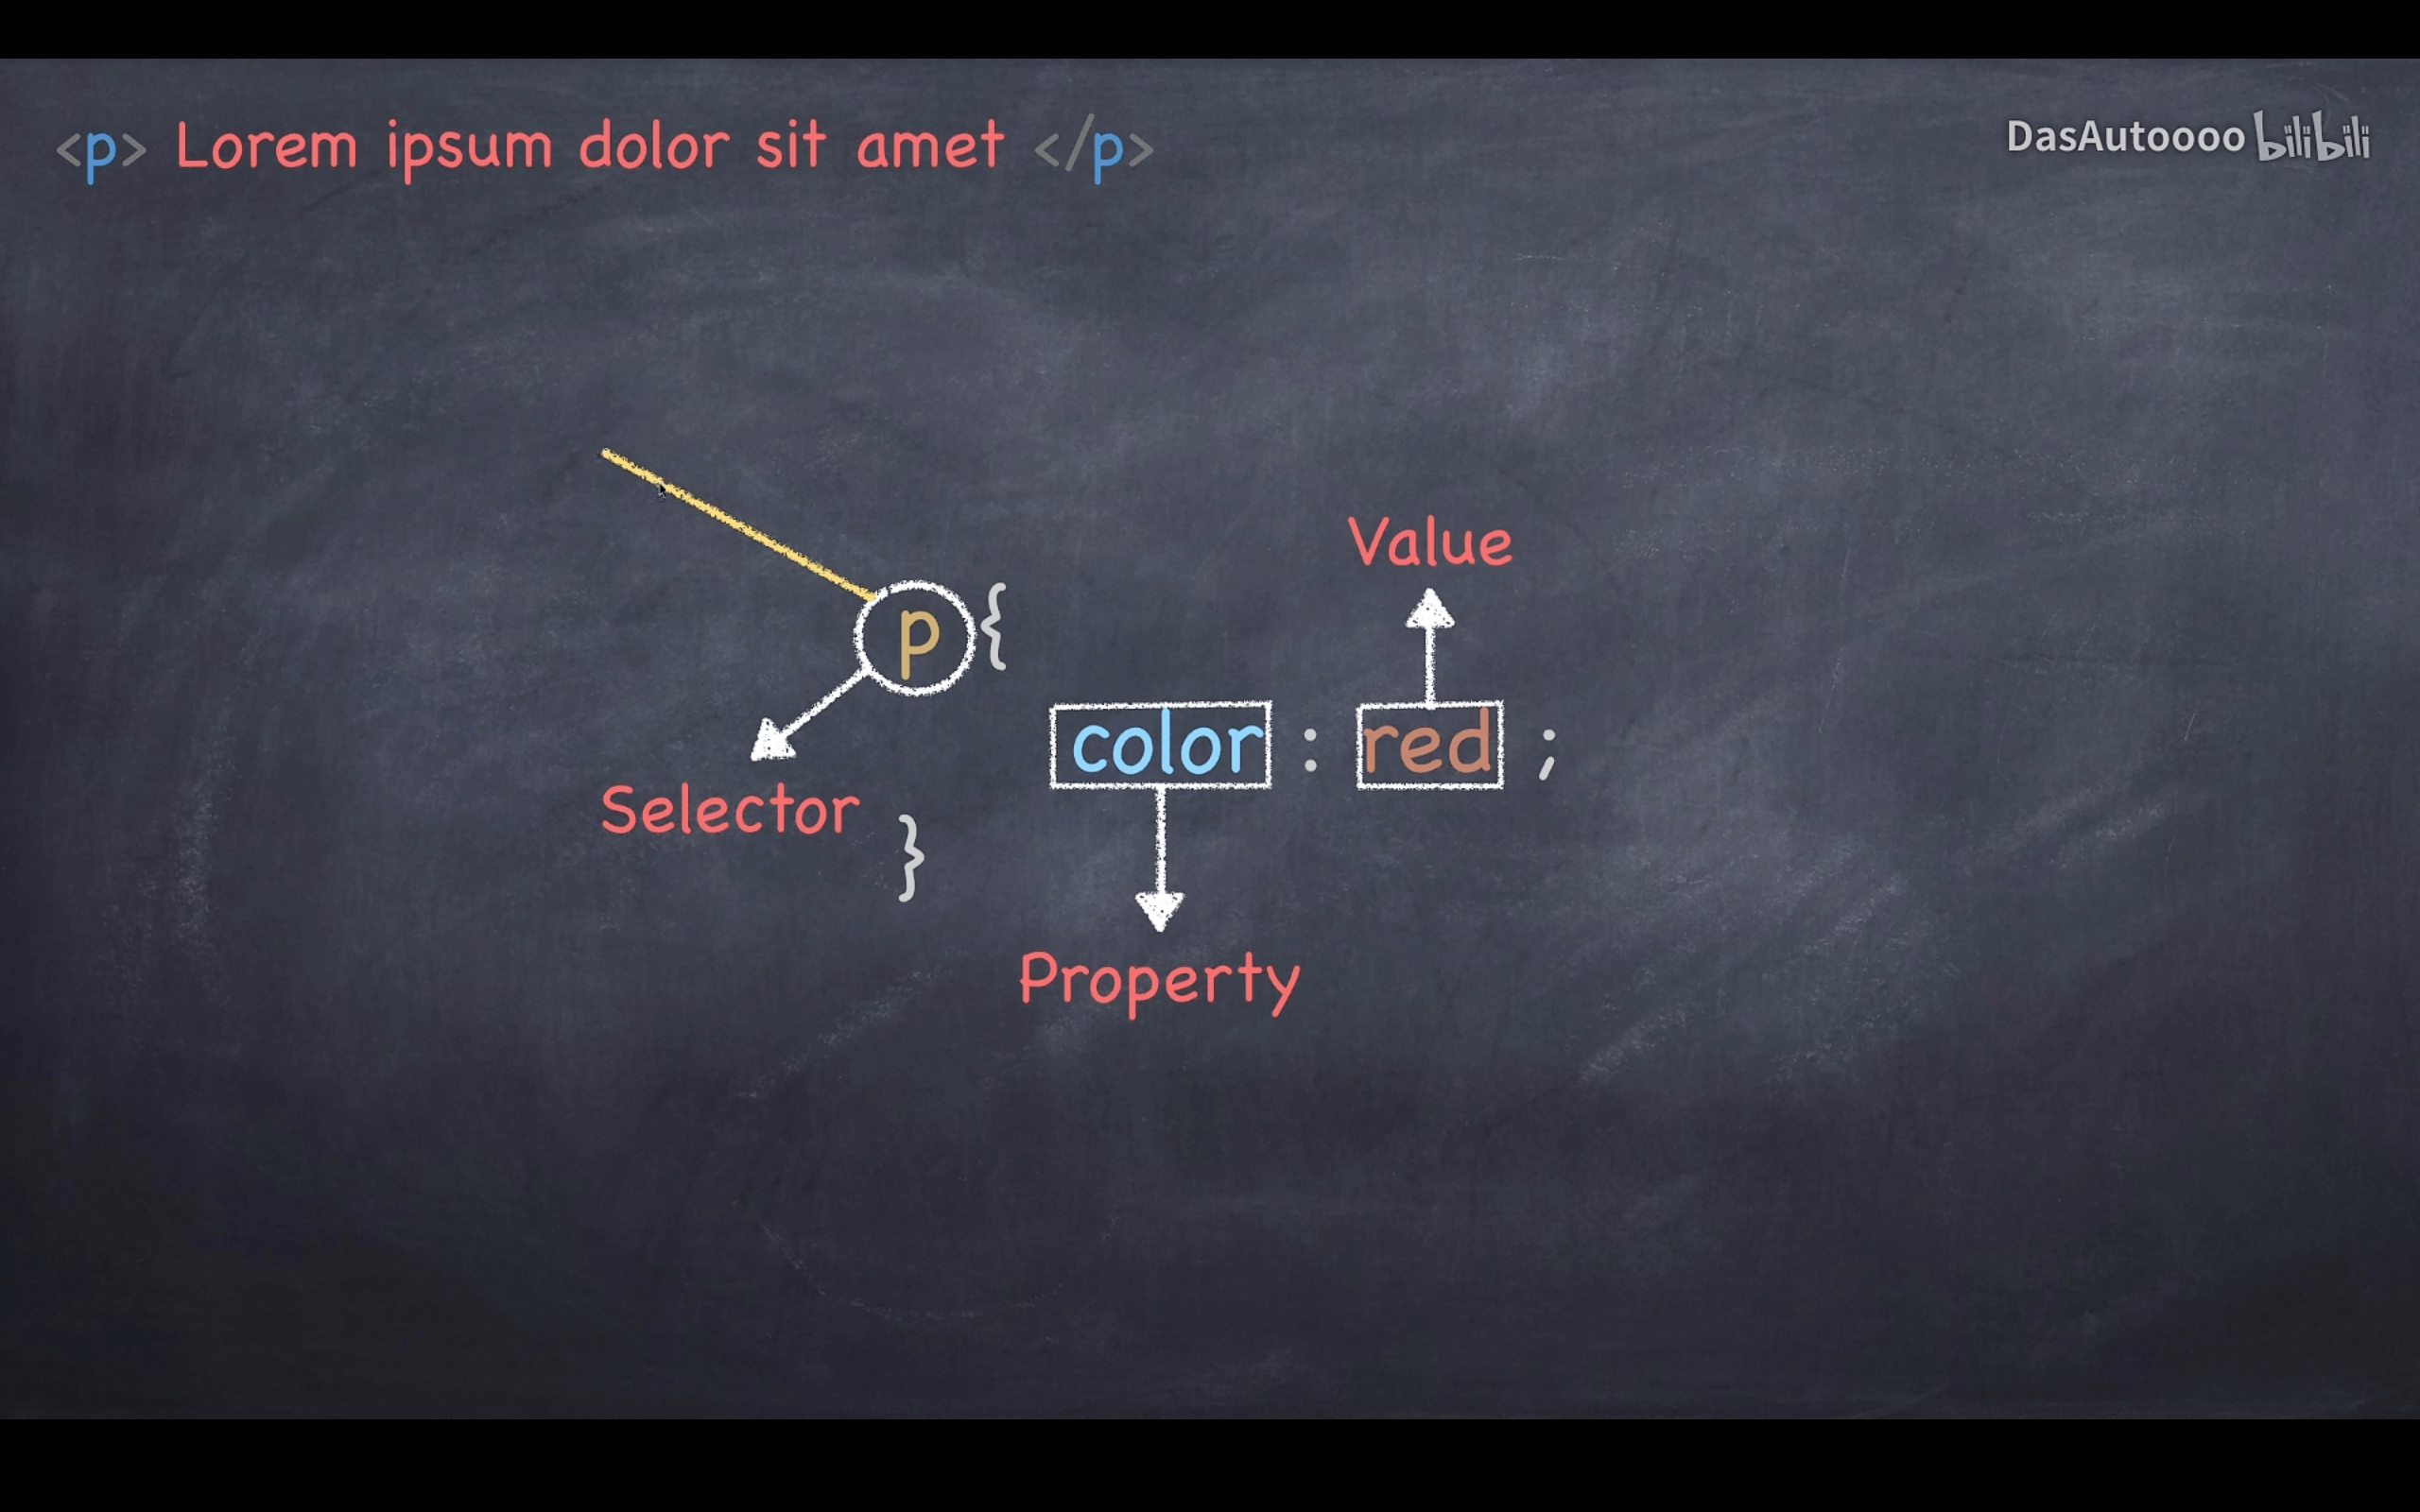 <p> Lorem ipsum dolor sit amet </p>
DasAutoooo bilibili
Value
p {
color : red ;
Selector
}
Property